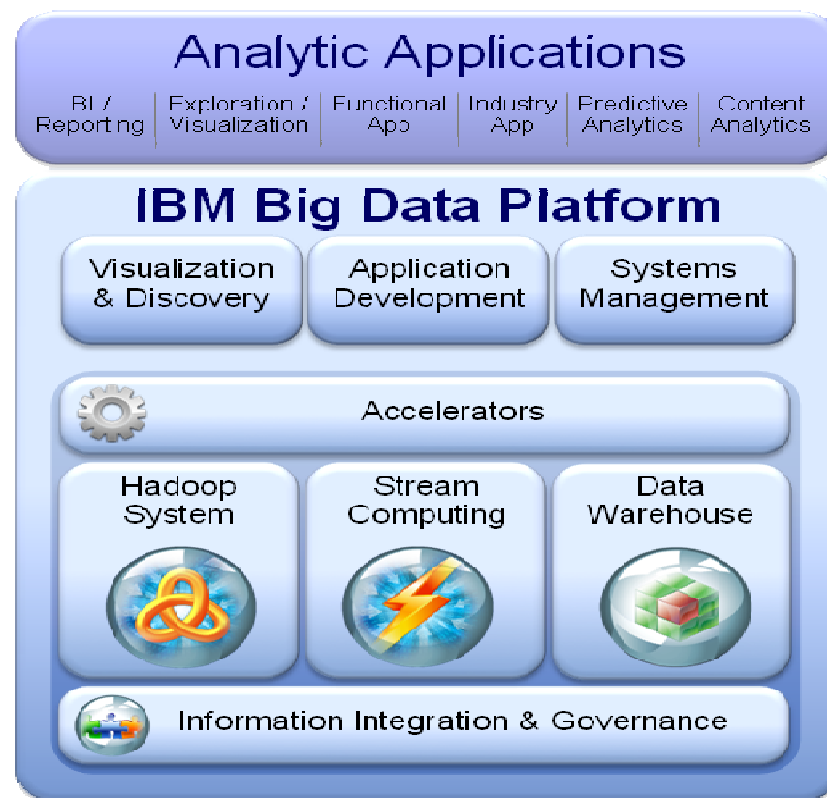 Analytic Applications
BI /
Reporting
Exploration /
Visualization
Functional
App
Industry
App
Predictive
Analytics
Content
Analytics
IBM Big Data Platform
Visualization
& Discovery
Application
Development
Systems
Management
Accelerators
Hadoop
System
Stream
Computing
Data
Warehouse
Information Integration & Governance